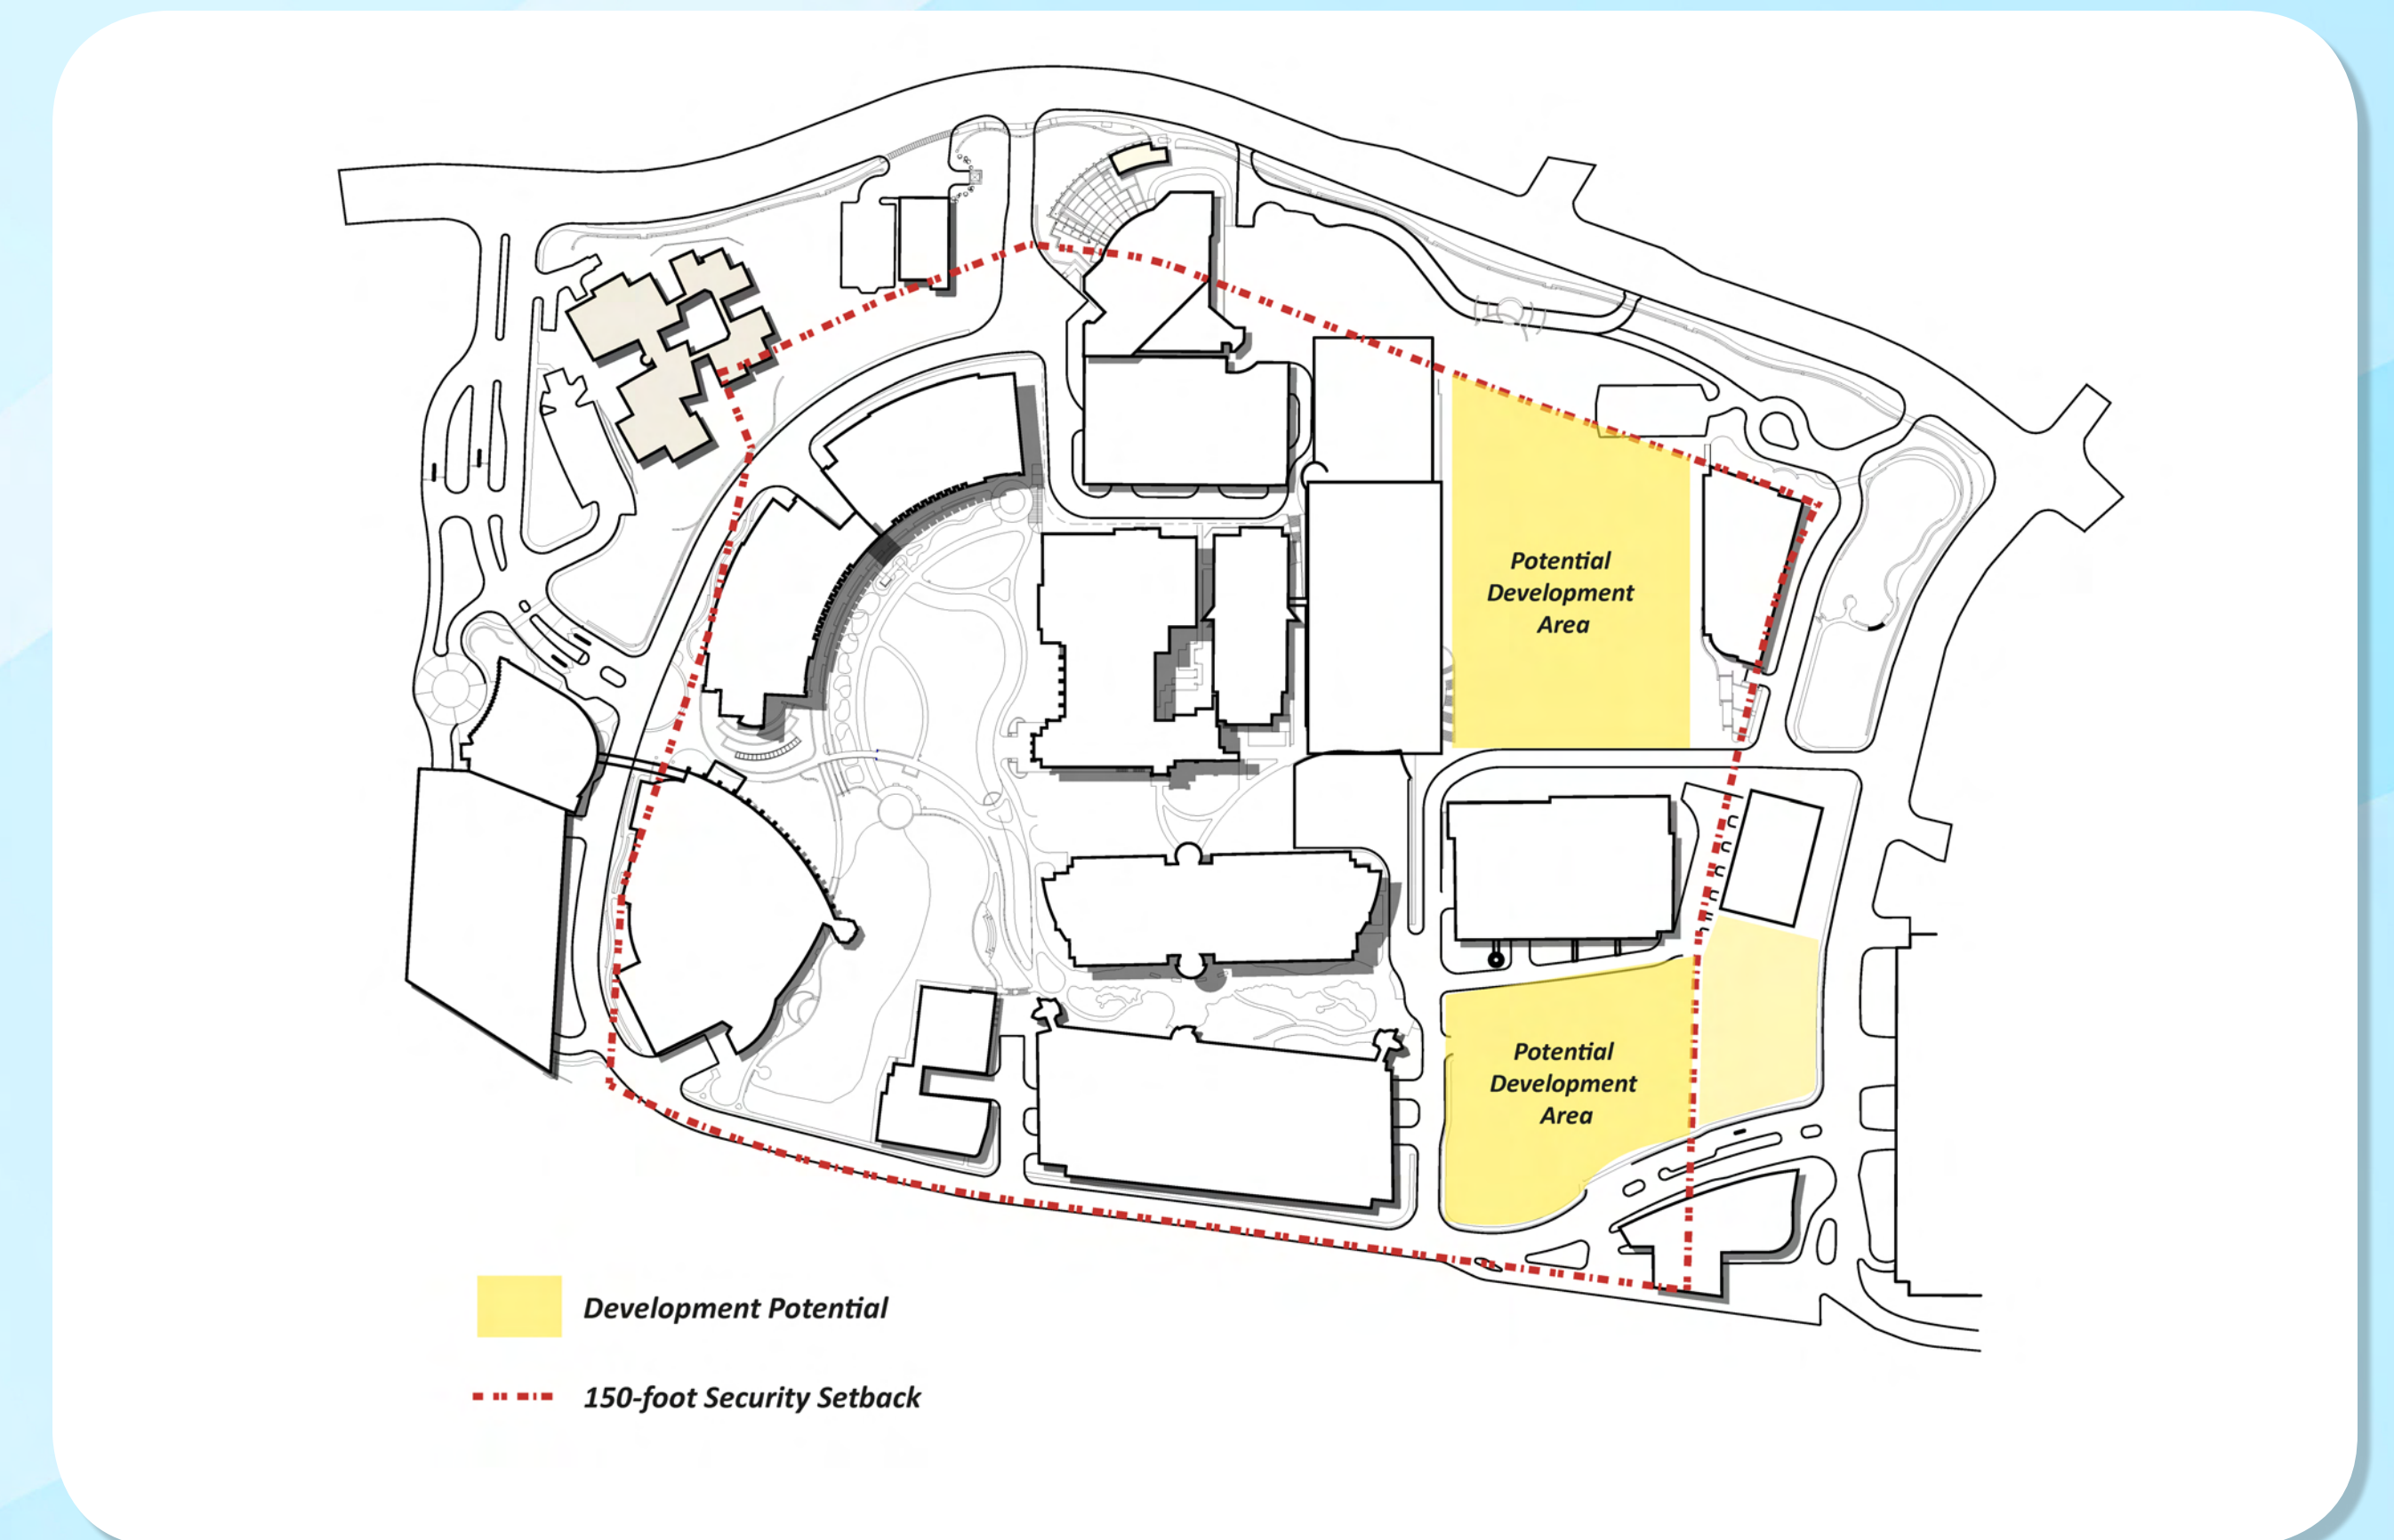 Potential
Development
Area
Potential
Development
Area
Development Potential
150-foot Security Setback